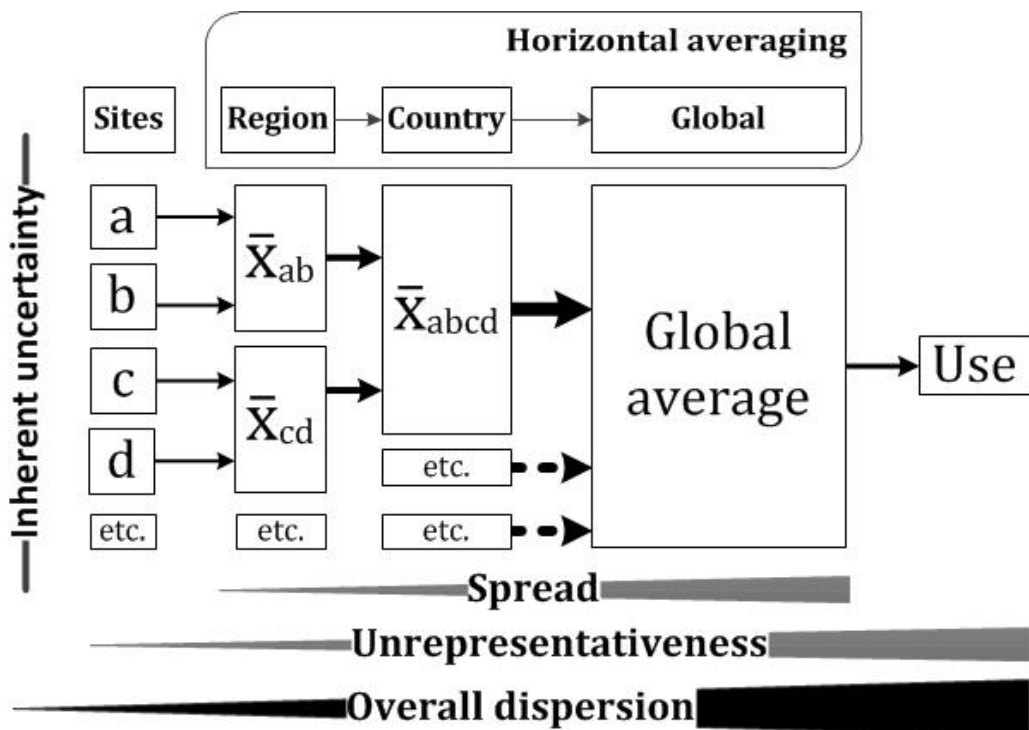 Horizontal averaging
Sites
Region
Country
Global
Inherent uncertainty
a
b
c
d
etc.
X̄ab
X̄cd
etc.
X̄abcd
etc.
etc.
Global
average
Use
Spread
Unrepresentativeness
Overall dispersion